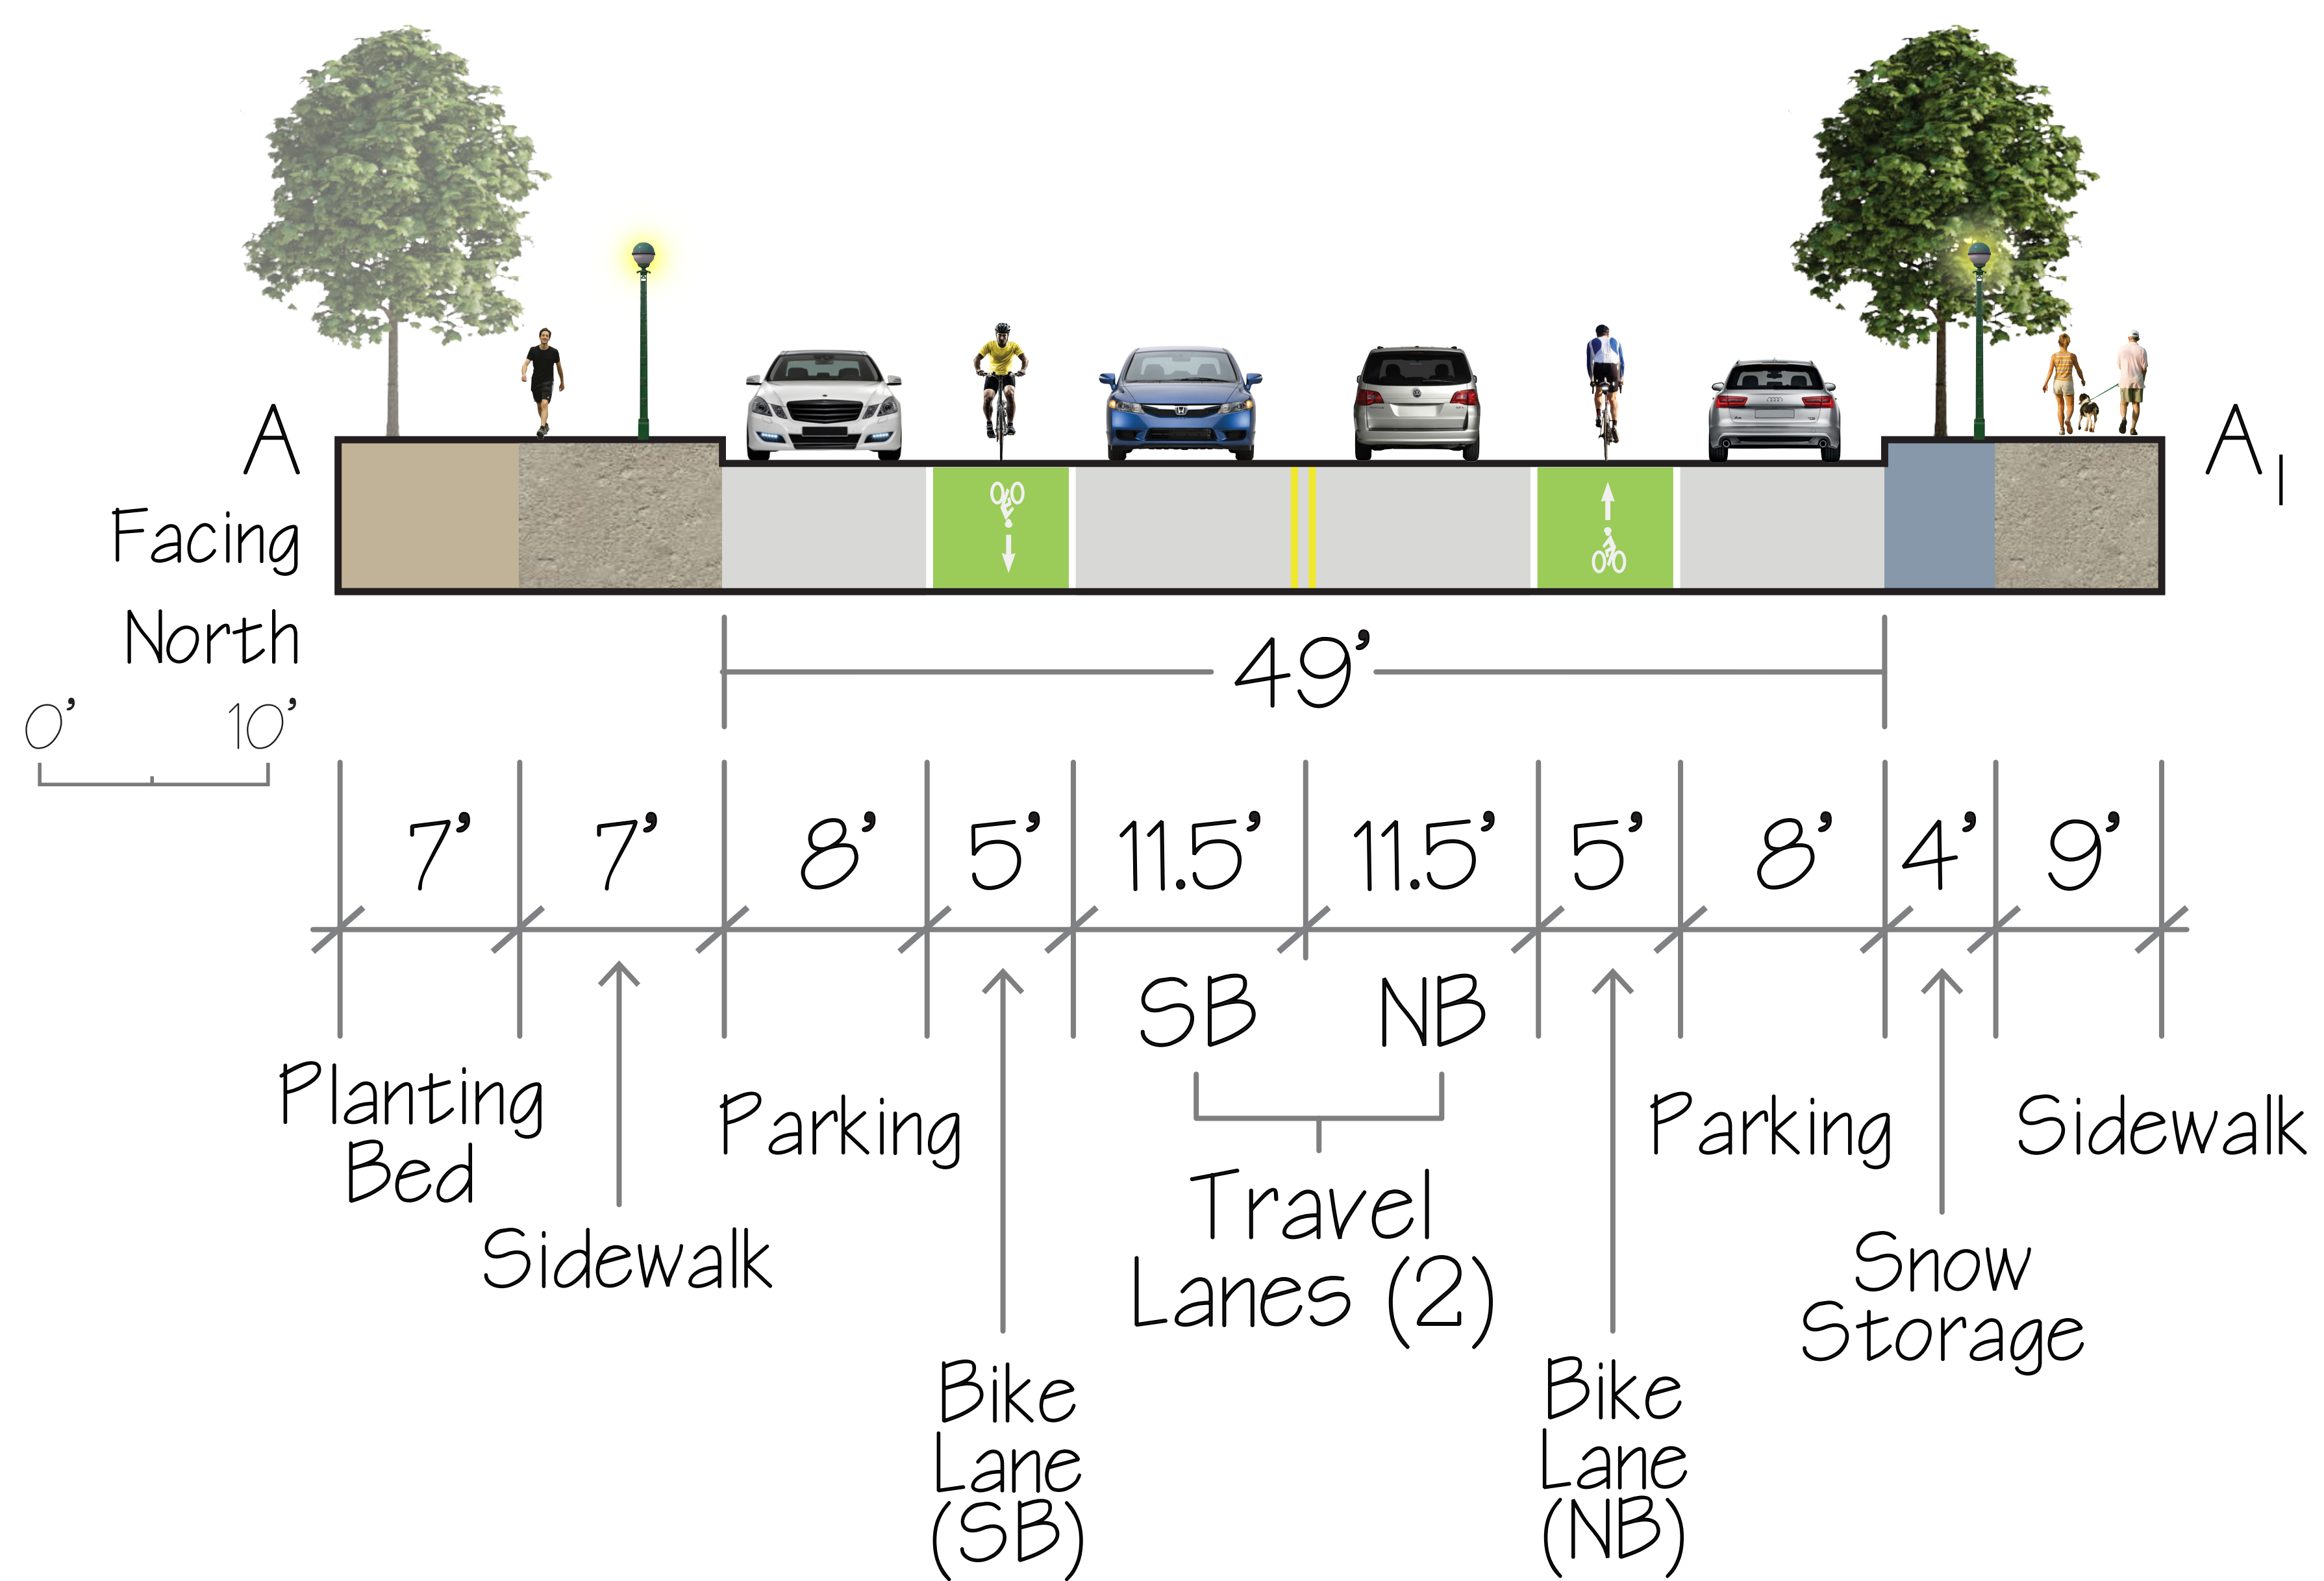 A
A1
Facing
North
0’ 10’
49’
7’ 7’ 8’ 5’ 11.5’ 11.5’ 5’ 8’ 4’ 9’
SB NB
Planting
Bed
Sidewalk
Parking
Bike
Lane
(SB)
Travel
Lanes (2)
Bike
Lane
(NB)
Parking
Snow
Storage
Sidewalk